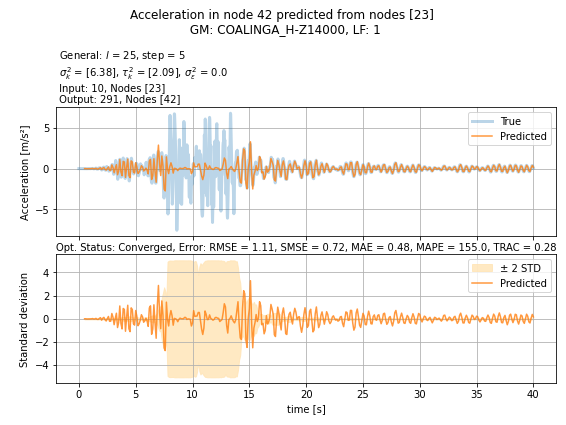 Acceleration in node 42 predicted from nodes [23]
GM: COALINGA_H-Z14000, LF: 1
General: l = 25, step = 5
σ²ₖ = [6.38], τ²ₖ = [2.09], σ²ε = 0.0
Input: 10, Nodes [23]
Output: 291, Nodes [42]
Acceleration [m/s²]
5
0
−5
True
Predicted
Opt. Status: Converged, Error: RMSE = 1.11, SMSE = 0.72, MAE = 0.48, MAPE = 155.0, TRAC = 0.28
Standard deviation
4
2
0
−2
−4
± 2 STD
Predicted
0 5 10 15 20 25 30 35 40
time [s]